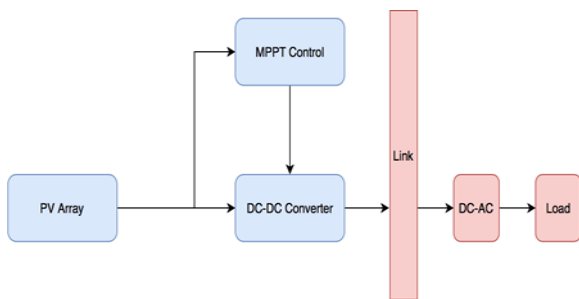 MPPT Control
Link
PV Array
DC-DC Converter
DC-AC
Load